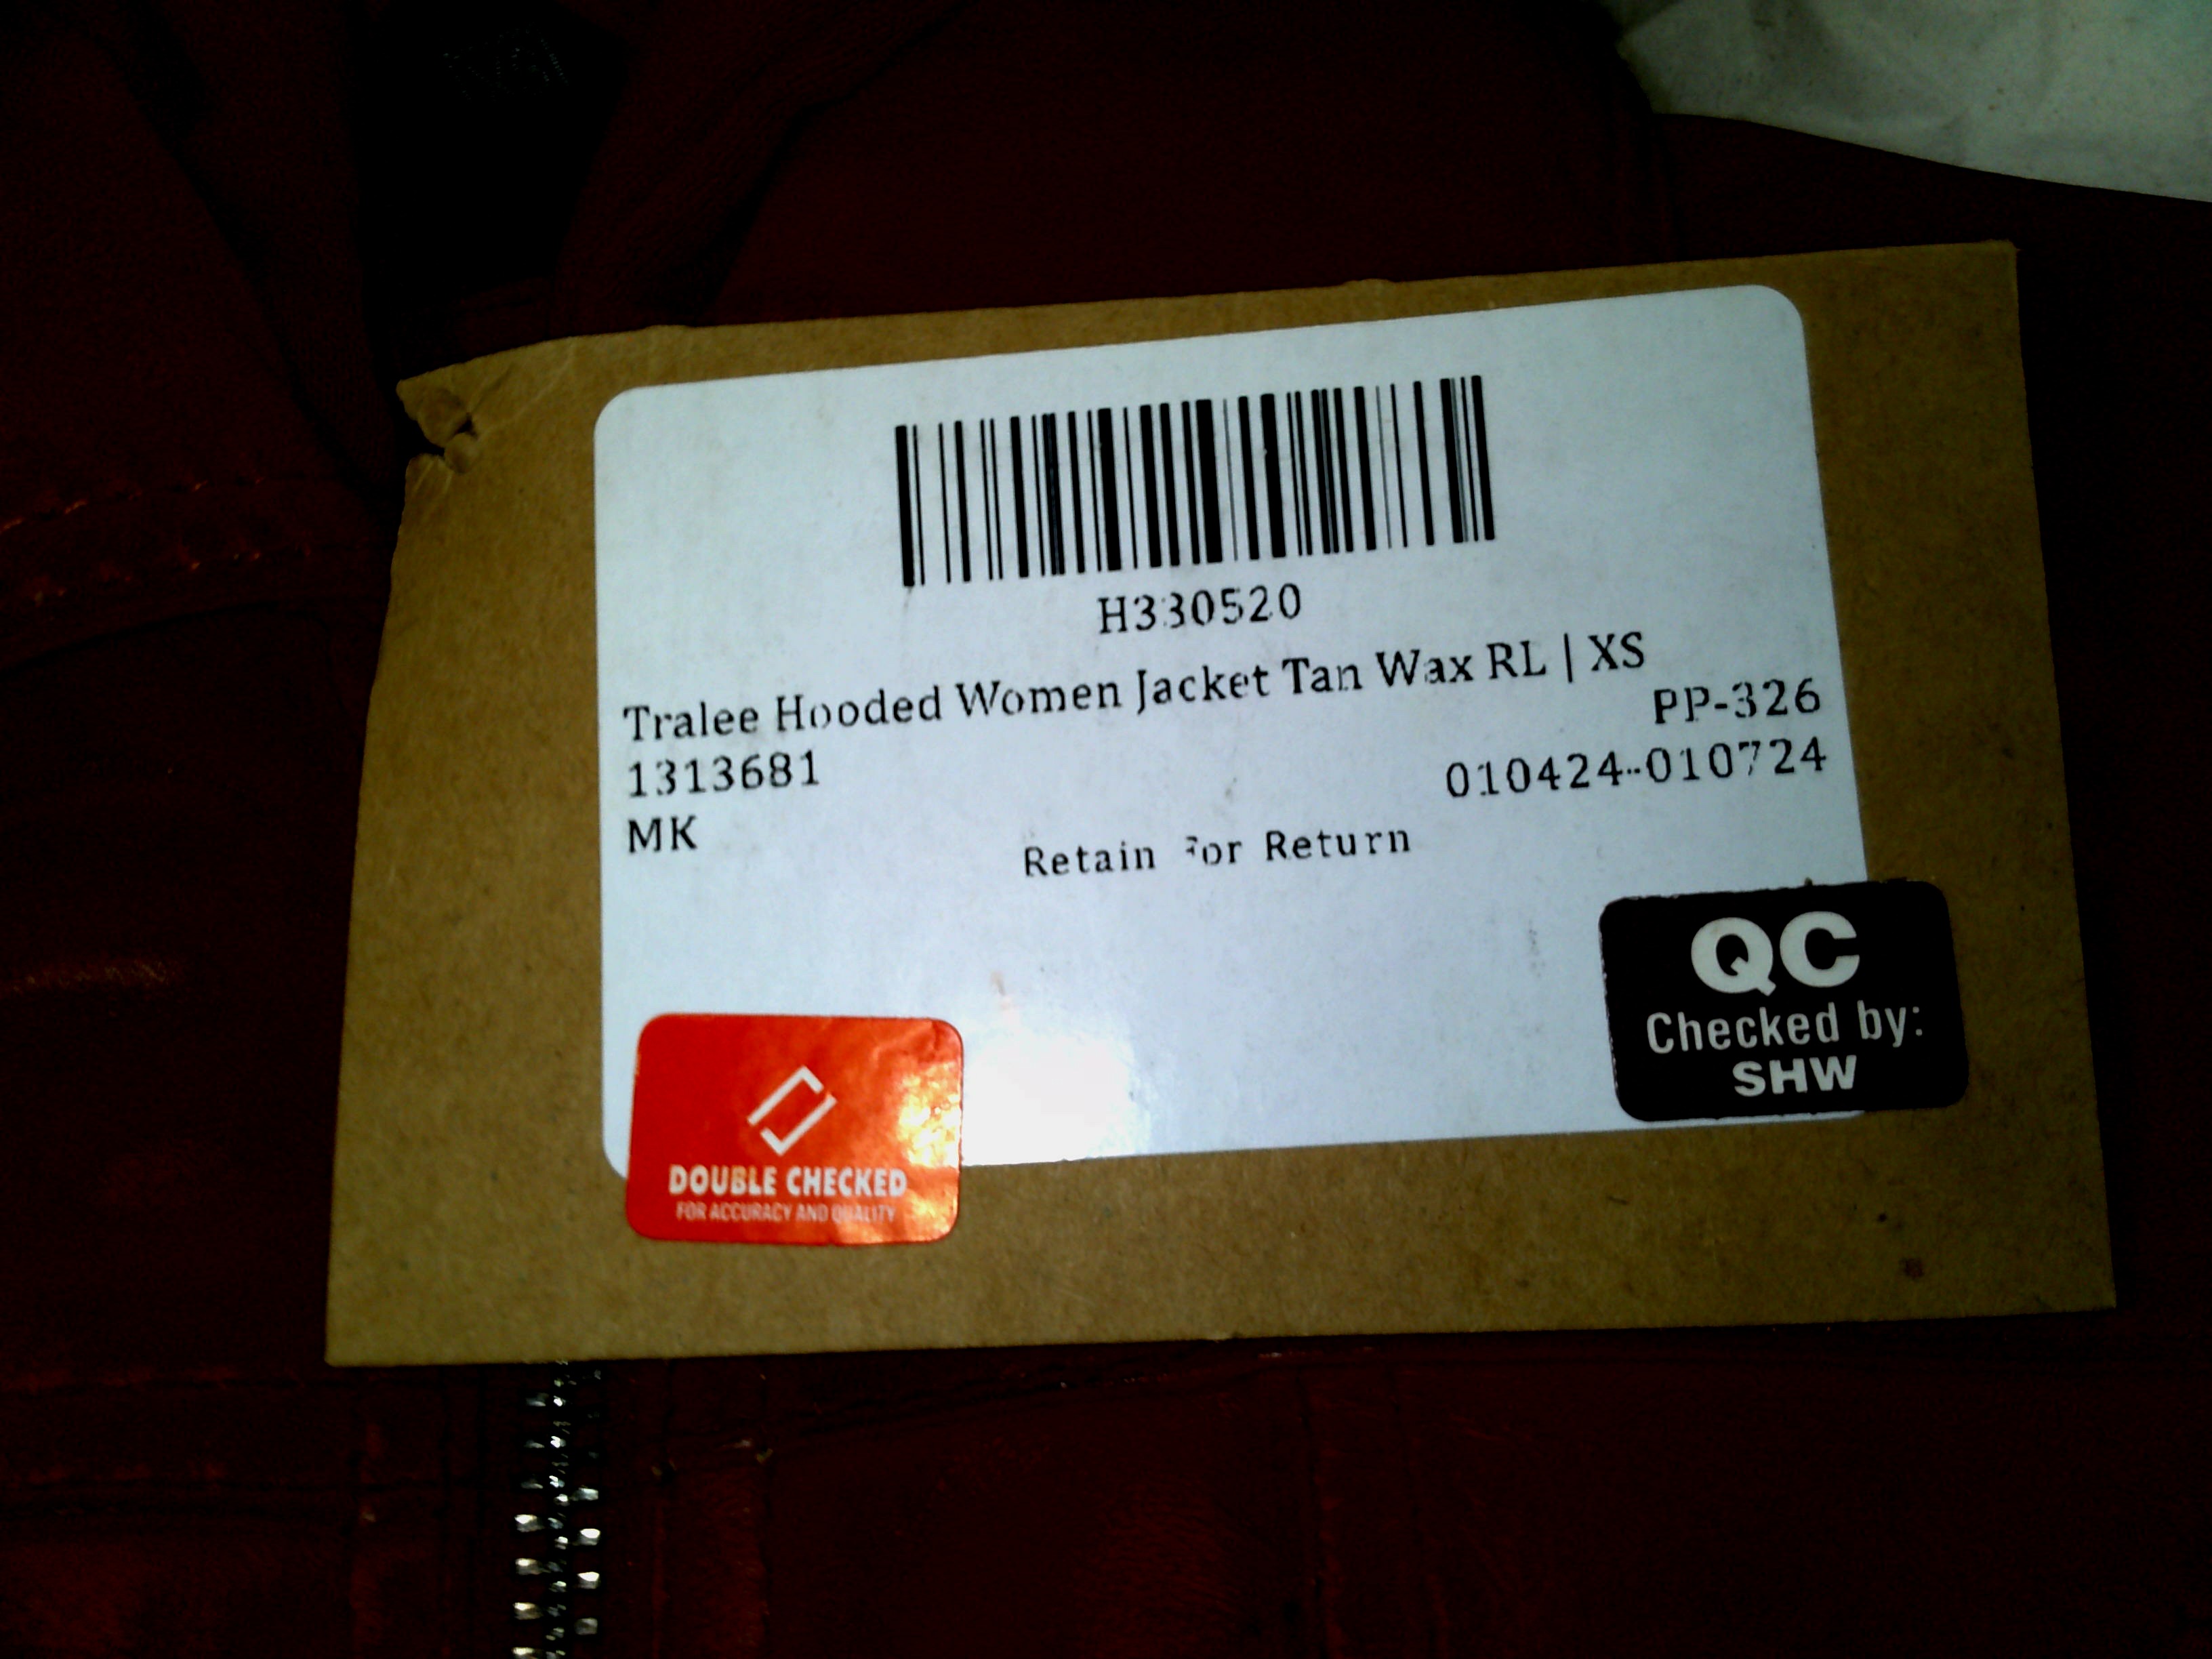 H330520
Tralee Hooded Women Jacket Tan Wax RL | XS
PP-326
1313681
010424-010724
MK
Retain For Return
QC
Checked by:
SHW
DOUBLE CHECKED
FOR ACCURACY AND QUALITY